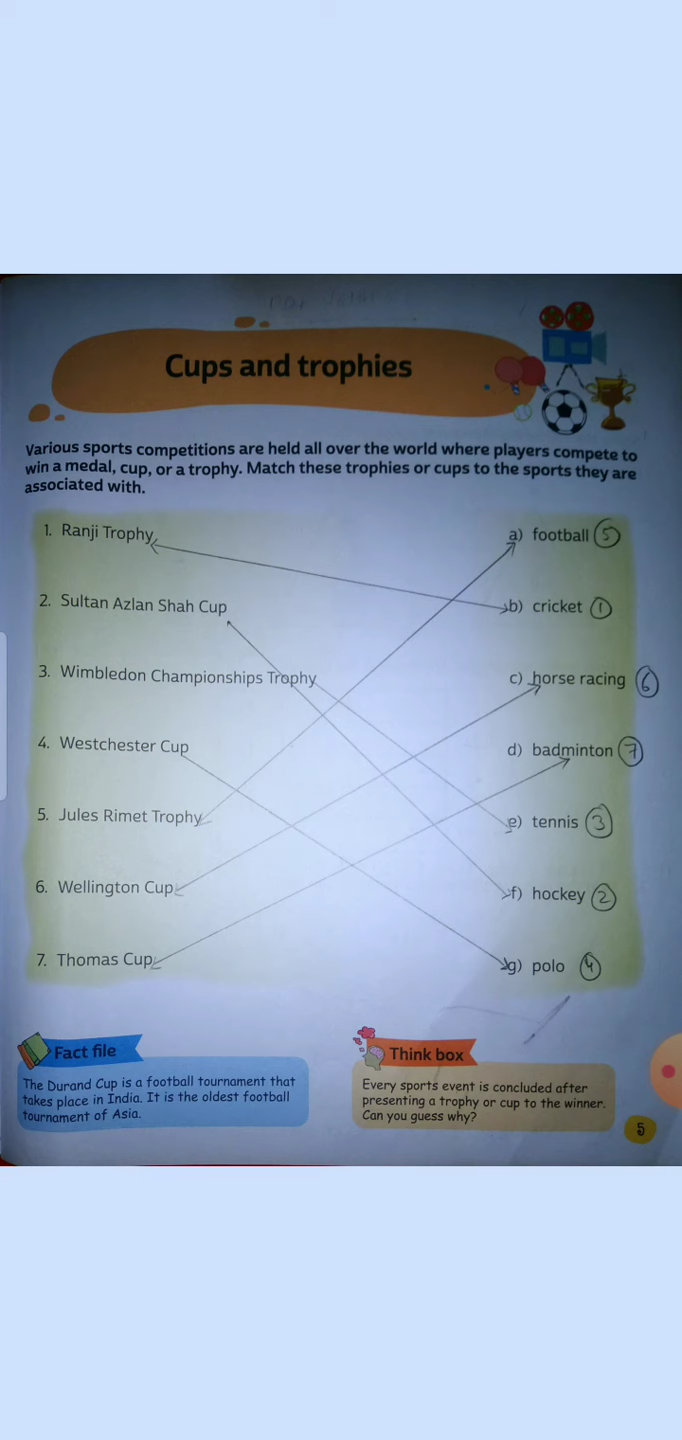 Cups and trophies
Various sports competitions are held all over the world where players compete to
win a medal, cup, or a trophy. Match these trophies or cups to the sports they are
associated with.
1. Ranji Trophy
a) football 5
2. Sultan Azlan Shah Cup
b) cricket 1
3. Wimbledon Championships Trophy
c) horse racing 6
4. Westchester Cup
d) badminton 7
5. Jules Rimet Trophy
e) tennis 3
6. Wellington Cup
f) hockey 2
7. Thomas Cup
g) polo 4
Fact file
The Durand Cup is a football tournament that
takes place in India. It is the oldest football
tournament of Asia.
Think box
Every sports event is concluded after
presenting a trophy or cup to the winner.
Can you guess why?
5